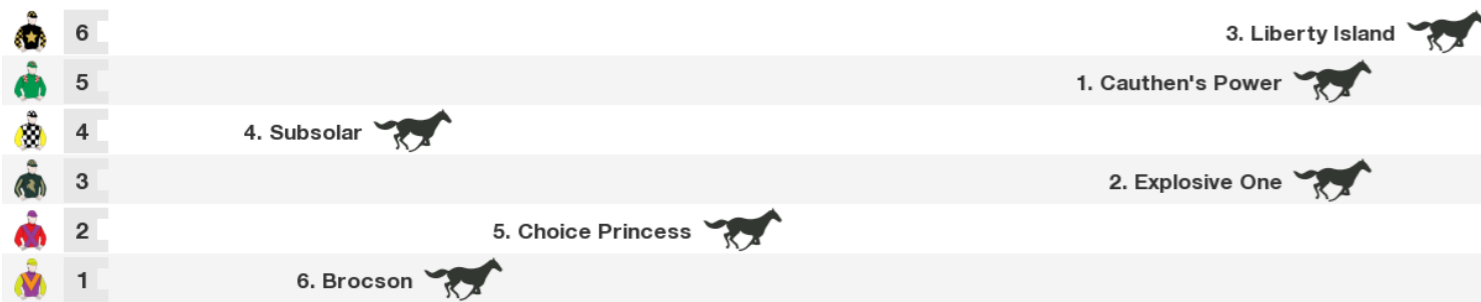 6 3. Liberty Island
5 1. Cauthen's Power
4 4. Subsolar
3 2. Explosive One
2 5. Choice Princess
1 6. Brocson